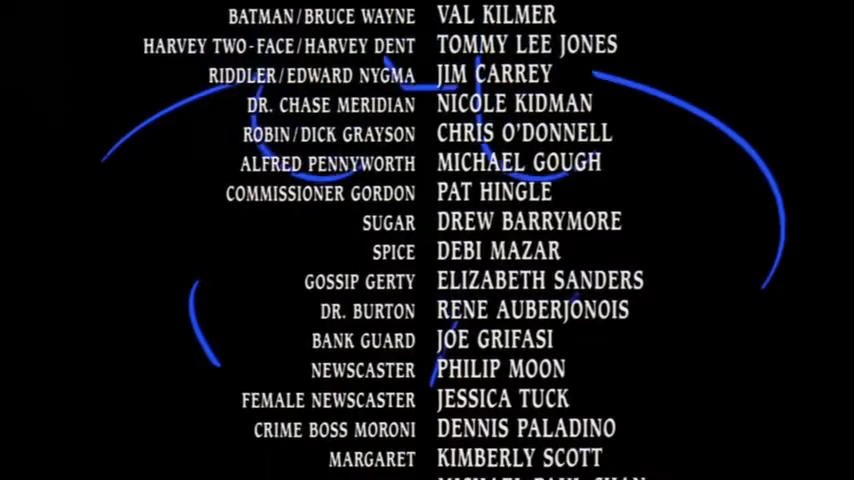 BATMAN/BRUCE WAYNE VAL KILMER
HARVEY TWO-FACE/HARVEY DENT TOMMY LEE JONES
RIDDLER/EDWARD NYGMA JIM CARREY
DR. CHASE MERIDIAN NICOLE KIDMAN
ROBIN/DICK GRAYSON CHRIS O'DONNELL
ALFRED PENNYWORTH MICHAEL GOUGH
COMMISSIONER GORDON PAT HINGLE
SUGAR DREW BARRYMORE
SPICE DEBI MAZAR
GOSSIP GERTY ELIZABETH SANDERS
DR. BURTON RENE AUBERJONOIS
BANK GUARD JOE GRIFASI
NEWSCASTER PHILIP MOON
FEMALE NEWSCASTER JESSICA TUCK
CRIME BOSS MORONI DENNIS PALADINO
MARGARET KIMBERLY SCOTT